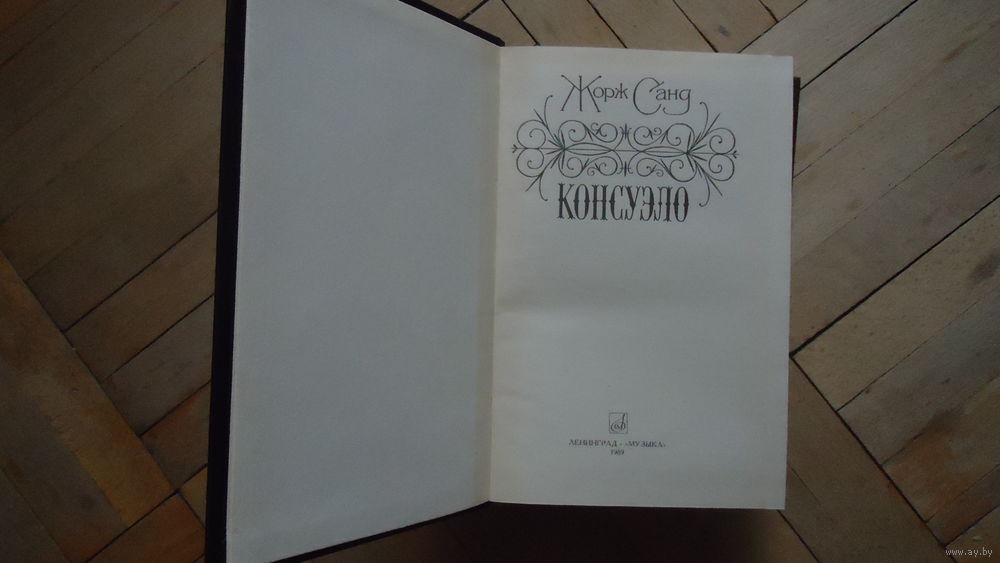 Жорж Санд
КОНСУЭЛО
ЛЕНИНГРАД · «МУЗЫКА»
1989
www.ay.by